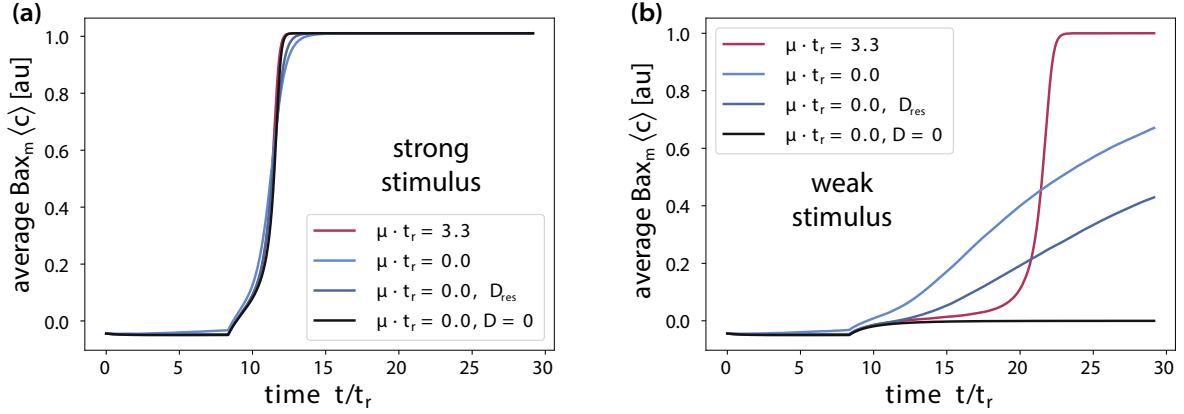 (a)
average Baxₘ ⟨c⟩ [au]
1.0
0.8
0.6
0.4
0.2
0.0
strong
stimulus
μ · tᵣ = 3.3
μ · tᵣ = 0.0
μ · tᵣ = 0.0, D_res
μ · tᵣ = 0.0, D = 0
0 5 10 15 20 25 30
time t/tᵣ
(b)
average Baxₘ ⟨c⟩ [au]
1.0
0.8
0.6
0.4
0.2
0.0
μ · tᵣ = 3.3
μ · tᵣ = 0.0
μ · tᵣ = 0.0, D_res
μ · tᵣ = 0.0, D = 0
weak
stimulus
0 5 10 15 20 25 30
time t/tᵣ